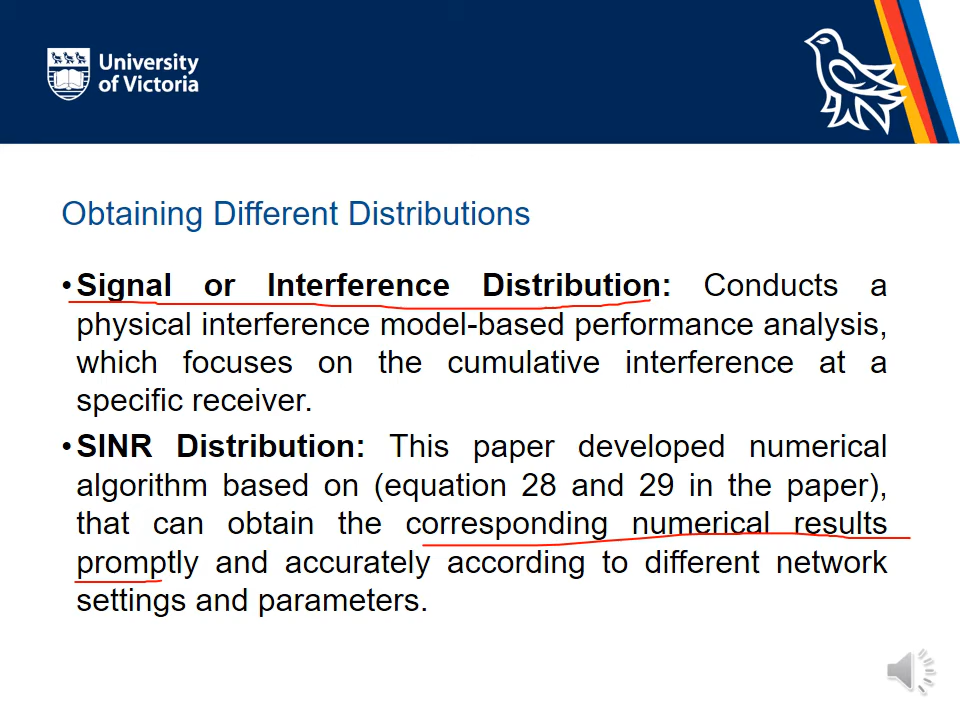 University
of Victoria
Obtaining Different Distributions
•Signal or Interference Distribution: Conducts a
physical interference model-based performance analysis,
which focuses on the cumulative interference at a
specific receiver.
•SINR Distribution: This paper developed numerical
algorithm based on (equation 28 and 29 in the paper),
that can obtain the corresponding numerical results
promptly and accurately according to different network
settings and parameters.